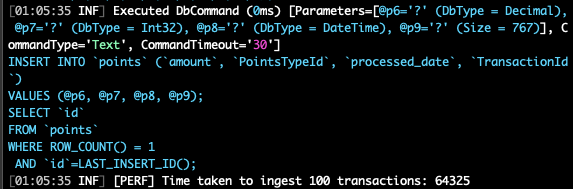 [01:05:35 INF] Executed DbCommand (0ms) [Parameters=[@p6='?' (DbType = Decimal),
@p7='?' (DbType = Int32), @p8='?' (DbType = DateTime), @p9='?' (Size = 767)], C
ommandType='Text', CommandTimeout='30']
INSERT INTO `points` (`amount`, `PointsTypeId`, `processed_date`, `TransactionId
`)
VALUES (@p6, @p7, @p8, @p9);
SELECT `id`
FROM `points`
WHERE ROW_COUNT() = 1
AND `id`=LAST_INSERT_ID();
[01:05:35 INF] [PERF] Time taken to ingest 100 transactions: 64325